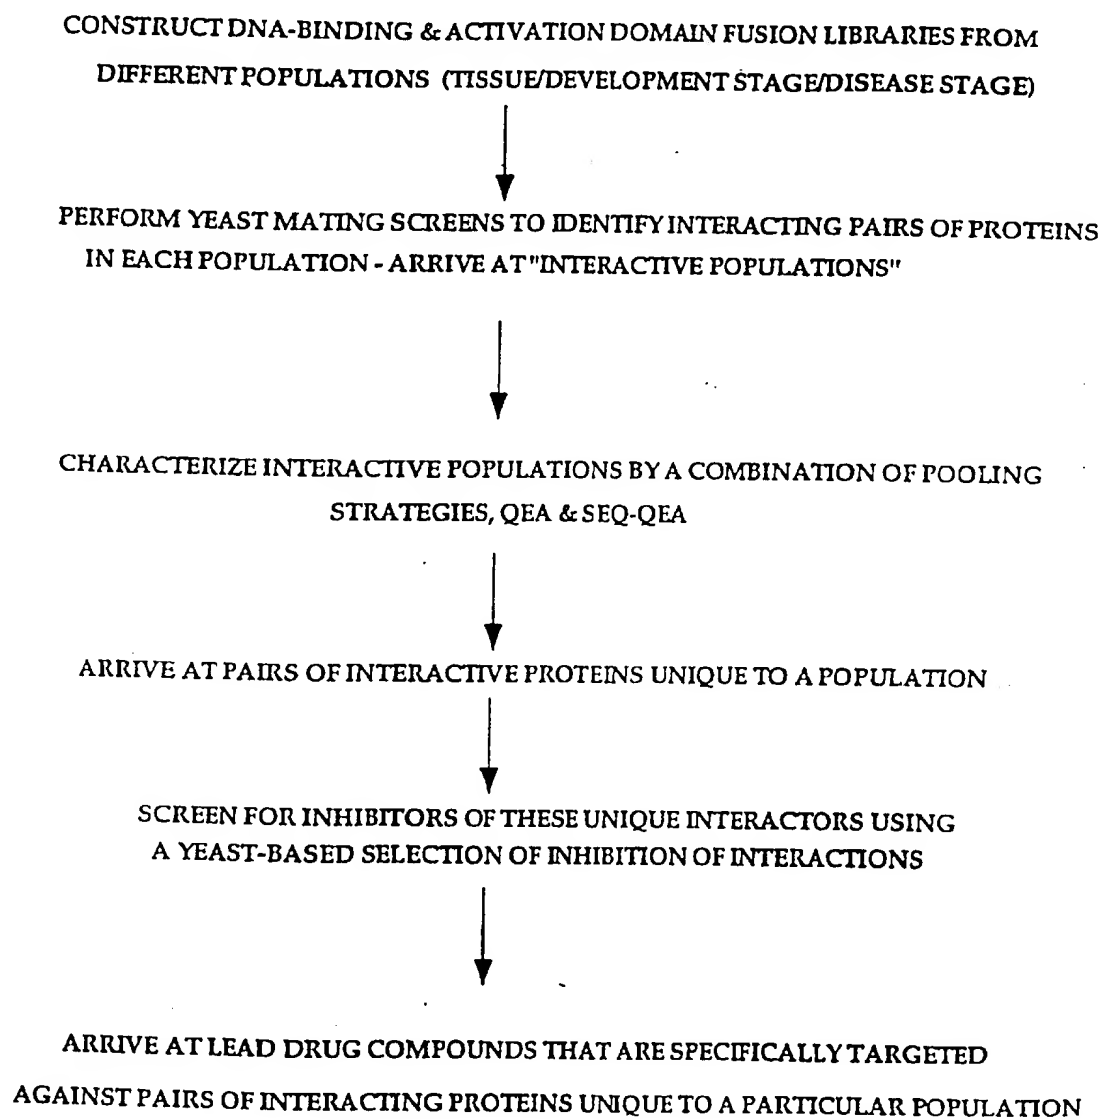 CONSTRUCT DNA-BINDING & ACTIVATION DOMAIN FUSION LIBRARIES FROM
DIFFERENT POPULATIONS (TISSUE/DEVELOPMENT STAGE/DISEASE STAGE)
PERFORM YEAST MATING SCREENS TO IDENTIFY INTERACTING PAIRS OF PROTEINS
IN EACH POPULATION - ARRIVE AT "INTERACTIVE POPULATIONS"
CHARACTERIZE INTERACTIVE POPULATIONS BY A COMBINATION OF POOLING
STRATEGIES, QEA & SEQ-QEA
ARRIVE AT PAIRS OF INTERACTIVE PROTEINS UNIQUE TO A POPULATION
SCREEN FOR INHIBITORS OF THESE UNIQUE INTERACTORS USING
A YEAST-BASED SELECTION OF INHIBITION OF INTERACTIONS
ARRIVE AT LEAD DRUG COMPOUNDS THAT ARE SPECIFICALLY TARGETED
AGAINST PAIRS OF INTERACTING PROTEINS UNIQUE TO A PARTICULAR POPULATION